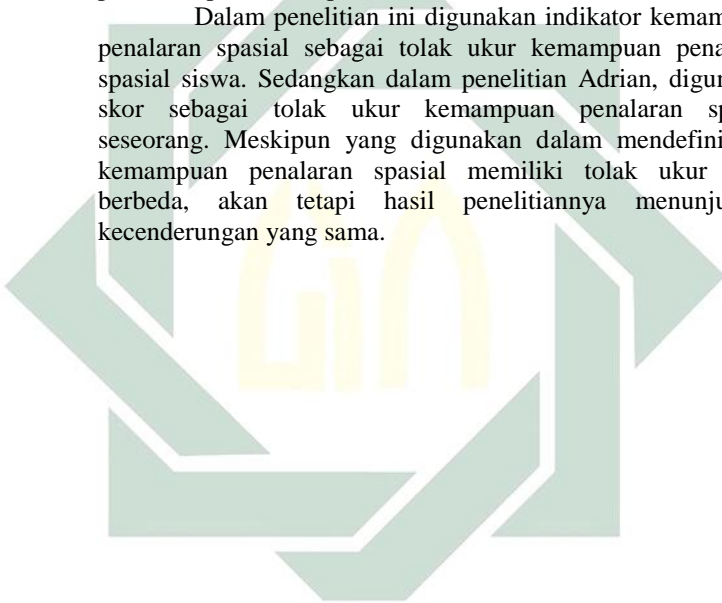 Dalam penelitian ini digunakan indikator kemam
penalaran spasial sebagai tolak ukur kemampuan pena
spasial siswa. Sedangkan dalam penelitian Adrian, digu
skor sebagai tolak ukur kemampuan penalaran sp
seseorang. Meskipun yang digunakan dalam mendefini
kemampuan penalaran spasial memiliki tolak ukur
berbeda, akan tetapi hasil penelitiannya menunju
kecenderungan yang sama.